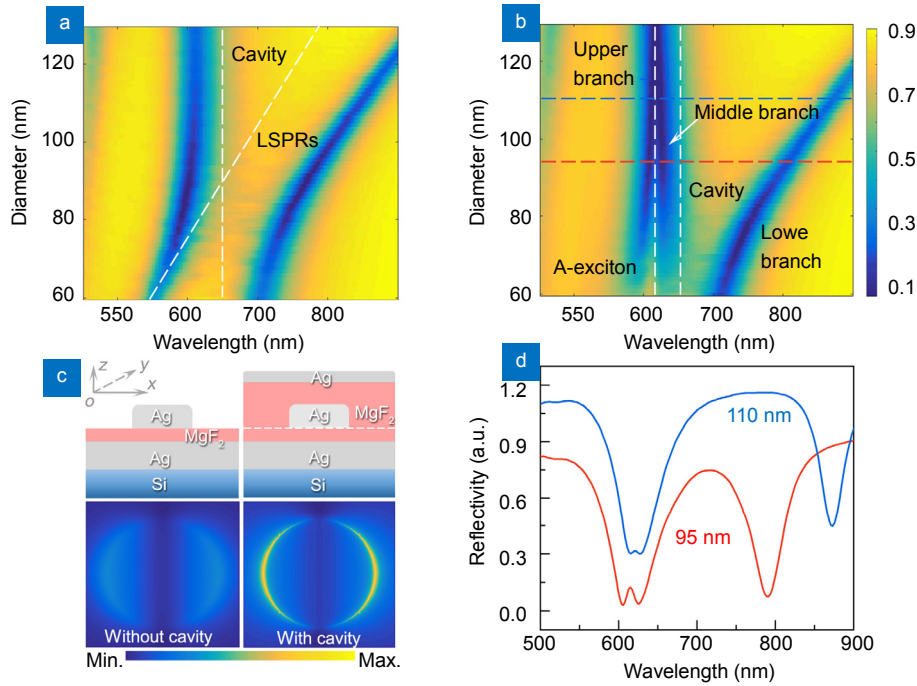 a
120
100
80
60
Diameter (nm)
Cavity
LSPRs
550
600
700
800
Wavelength (nm)
b
120
100
80
60
Diameter (nm)
Upper
branch
Middle branch
Cavity
A-exciton
Lowe
branch
550
600
700
800
Wavelength (nm)
0.9
0.7
0.5
0.3
0.1
c
z
y
x
o
Ag
MgF2
Ag
Si
Ag
Ag
MgF2
Ag
Si
Without cavity
With cavity
Min.
Max.
d
1.2
0.9
0.6
0.3
0.0
Reflectivity (a.u.)
110 nm
95 nm
500
600
700
800
900
Wavelength (nm)